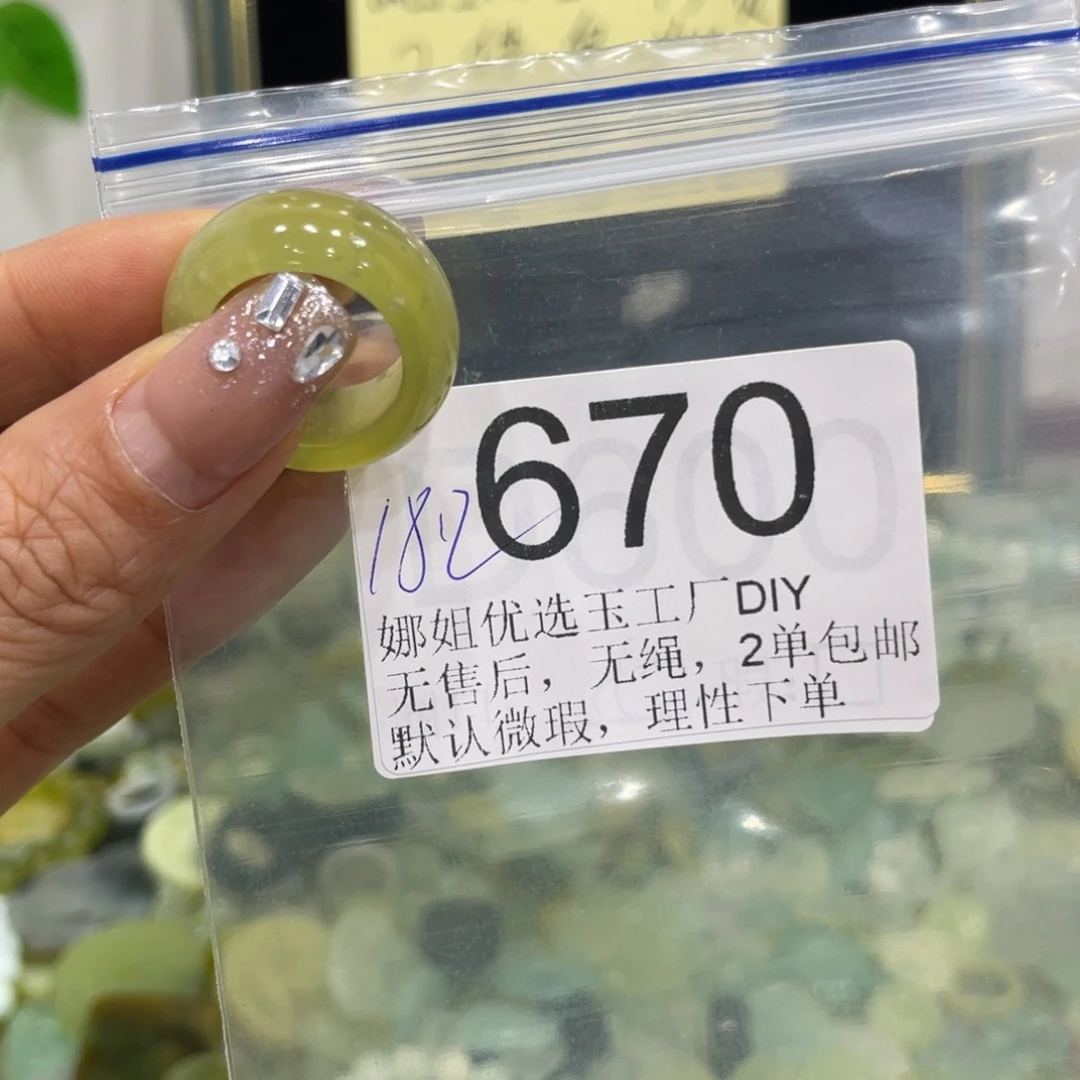 670
182
娜姐优选玉工厂DIY
无售后，无绳，2单包邮
默认微瑕，理性下单